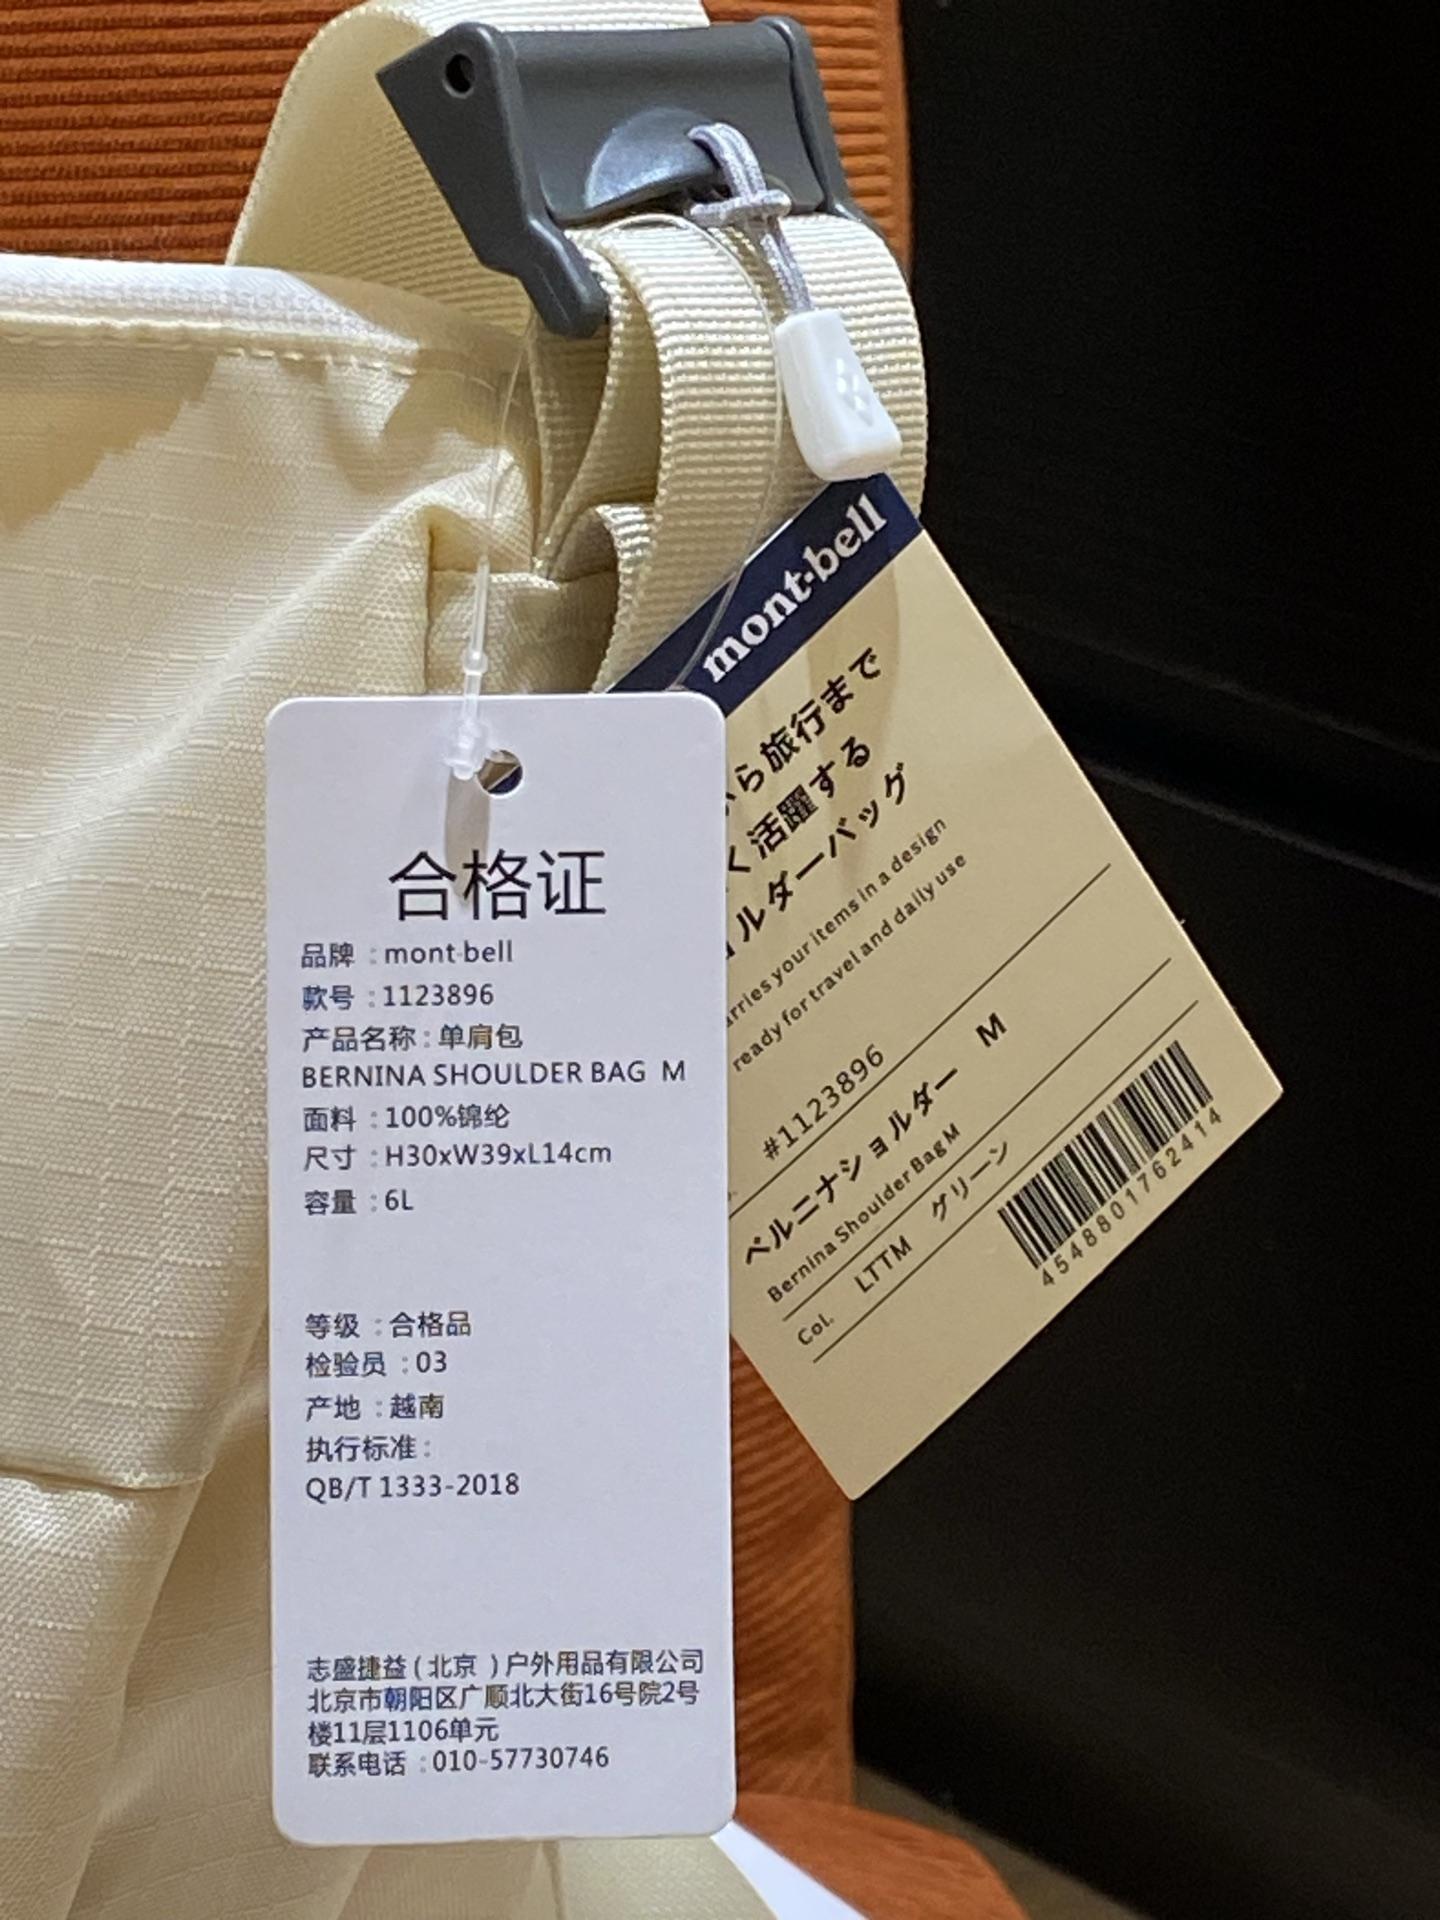 合格证
品牌：mont-bell
款号：1123896
产品名称：单肩包
BERNINA SHOULDER BAG M
面料：100%锦纶
尺寸：H30xW39xL14cm
容量：6L
等级：合格品
检验员：03
产地：越南
执行标准：
QB/T 1333-2018
志盛捷益（北京）户外用品有限公司
北京市朝阳区广顺北大街16号院2号
楼11层1106单元
联系电话：010-57730746
mont-bell
ら旅行まで
く活躍する
ルダーバッグ
your items in a design
ready for travel and daily use
#1123896
ベルニナショルダー M
Bernina Shoulder Bag M
Col. LTTM グリーン
4548801762414